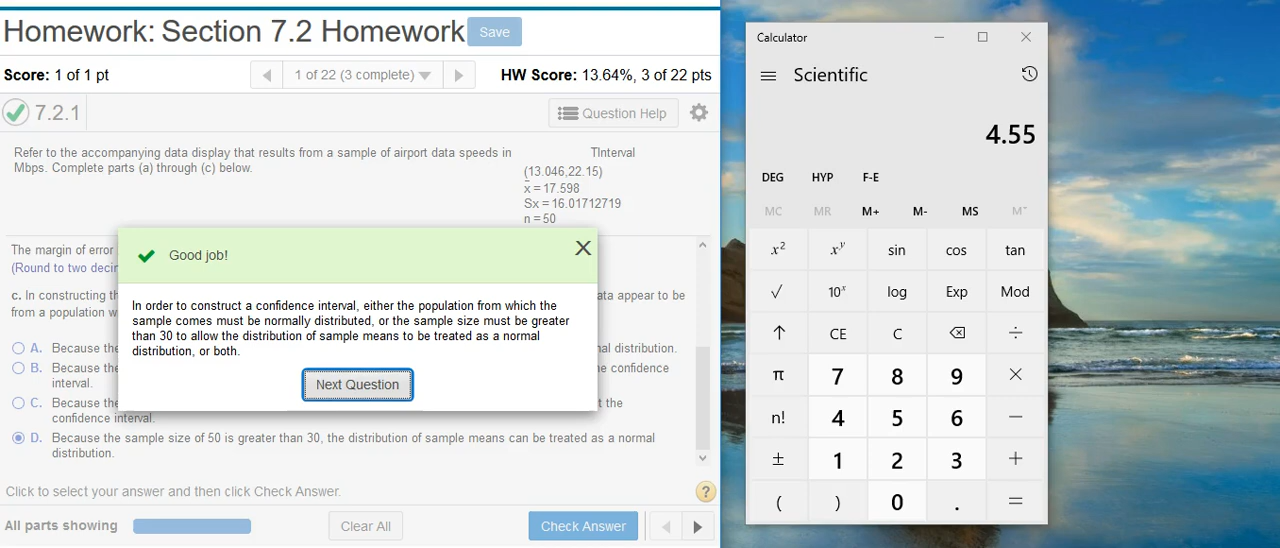 Homework: Section 7.2 Homework
Save
Score: 1 of 1 pt
1 of 22 (3 complete)
HW Score: 13.64%, 3 of 22 pts
7.2.1
Question Help
Refer to the accompanying data display that results from a sample of airport data speeds in
Mbps. Complete parts (a) through (c) below.
TInterval
(13.046,22.15)
x̄ = 17.598
Sx = 16.01712719
n = 50
The margin of error
(Round to two deci
c. In constructing th
ata appear to be
from a population w
A. Because the
nal distribution.
B. Because the
e confidence
interval.
C. Because the
t the
confidence interval.
D. Because the sample size of 50 is greater than 30, the distribution of sample means can be treated as a normal
distribution.
Good job!
X
In order to construct a confidence interval, either the population from which the
sample comes must be normally distributed, or the sample size must be greater
than 30 to allow the distribution of sample means to be treated as a normal
distribution, or both.
Next Question
Click to select your answer and then click Check Answer.
?
All parts showing
Clear All
Check Answer
Calculator
Scientific
4.55
DEG HYP F-E
MC MR M+ M- MS M˅
x² xʸ sin cos tan
√ 10ˣ log Exp Mod
↑ CE C ⌫ ÷
π 7 8 9 ×
n! 4 5 6 −
± 1 2 3 +
( ) 0 . =